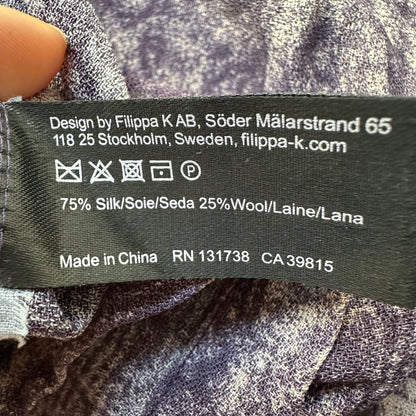 Design by Filippa K AB, Söder Mälarstrand 65
118 25 Stockholm, Sweden, filippa-k.com
P
75% Silk/Soie/Seda 25%Wool/Laine/Lana
Made in China RN 131738 CA 39815